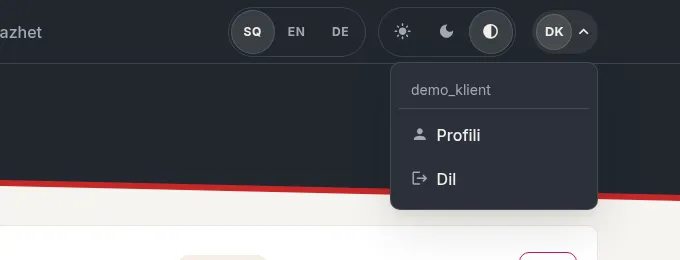 azhet
SQ EN DE
DK
demo_klient
Profili
Dil